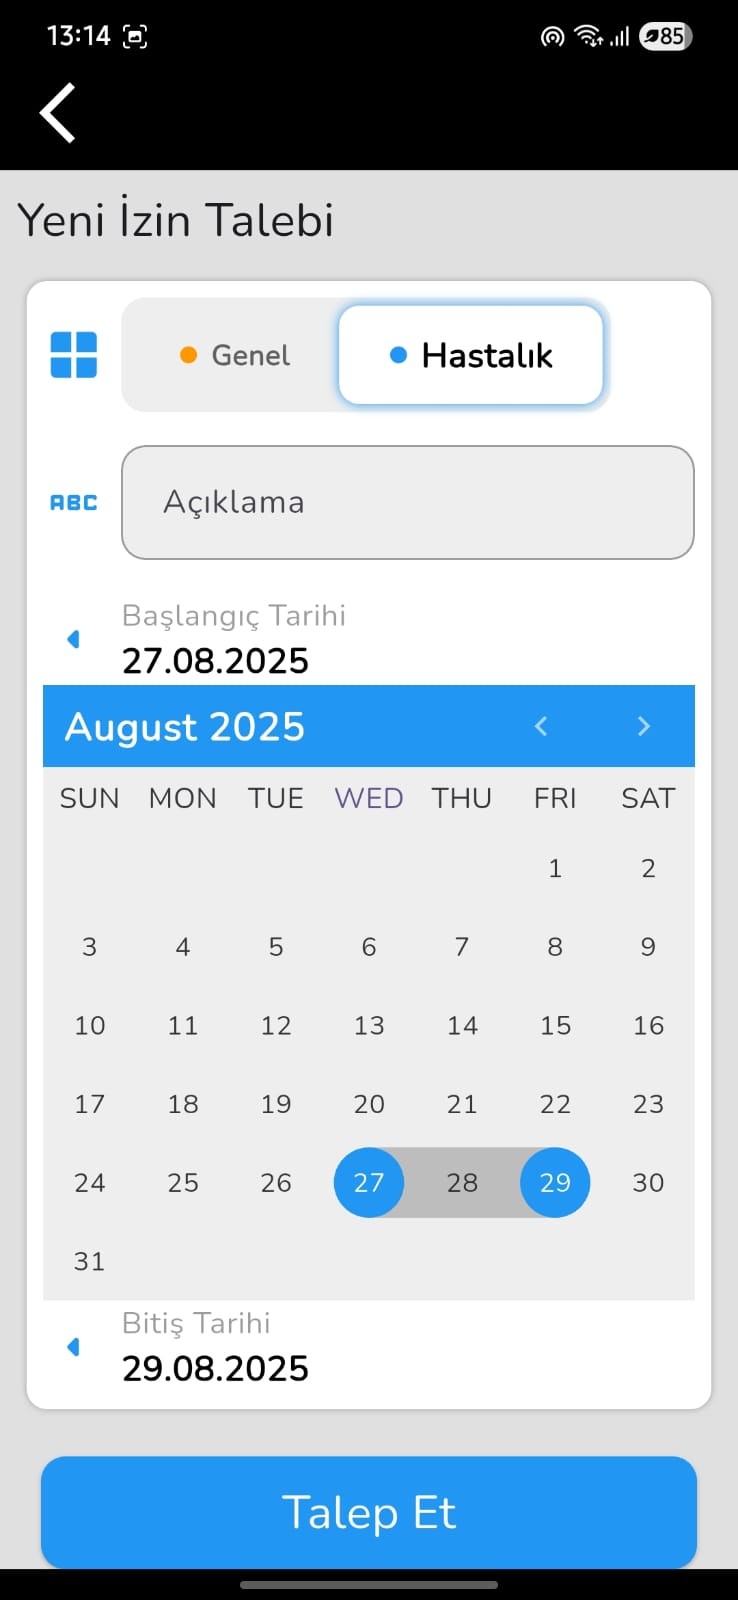 13:14 85
Yeni İzin Talebi
Genel Hastalık
ABC Açıklama
Başlangıç Tarihi
27.08.2025
August 2025
SUN MON TUE WED THU FRI SAT
1 2
3 4 5 6 7 8 9
10 11 12 13 14 15 16
17 18 19 20 21 22 23
24 25 26 27 28 29 30
31
Bitiş Tarihi
29.08.2025
Talep Et